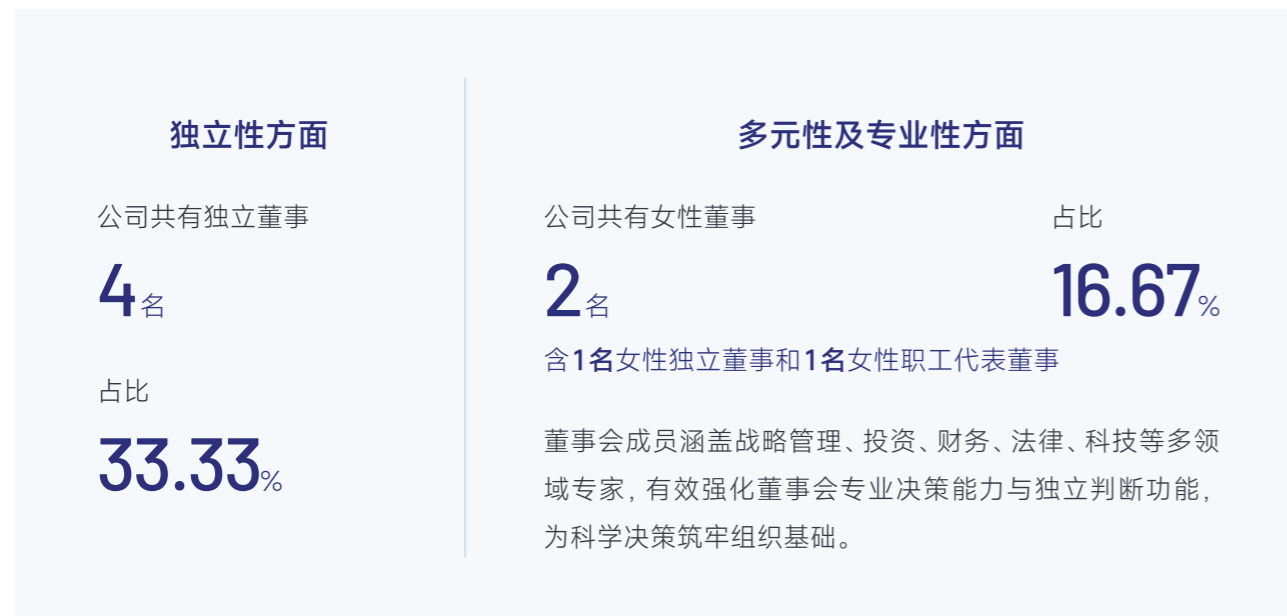 独立性方面
公司共有独立董事
4名
占比
33.33%
多元性及专业性方面
公司共有女性董事
2名
占比
16.67%
含1名女性独立董事和1名女性职工代表董事
董事会成员涵盖战略管理、投资、财务、法律、科技等多领
域专家，有效强化董事会专业决策能力与独立判断功能，
为科学决策筑牢组织基础。